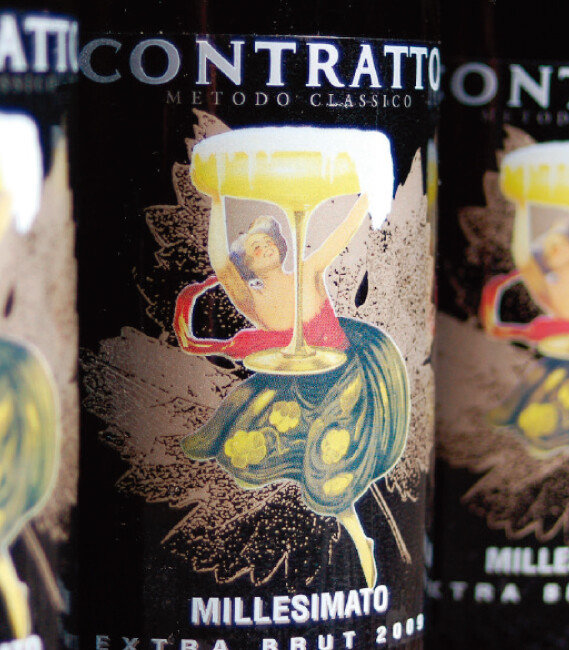 CONTRATTO
METODO CLASSICO
MILLESIMATO
EXTRA BRUT 2009